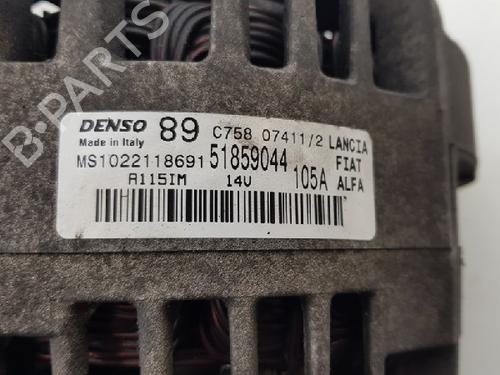 B-PARTS
DENSO 89 C758 07411/2 LANCIA
Made in Italy FIAT
MS1022118691 51859044 ALFA
A115IM 14V 105A